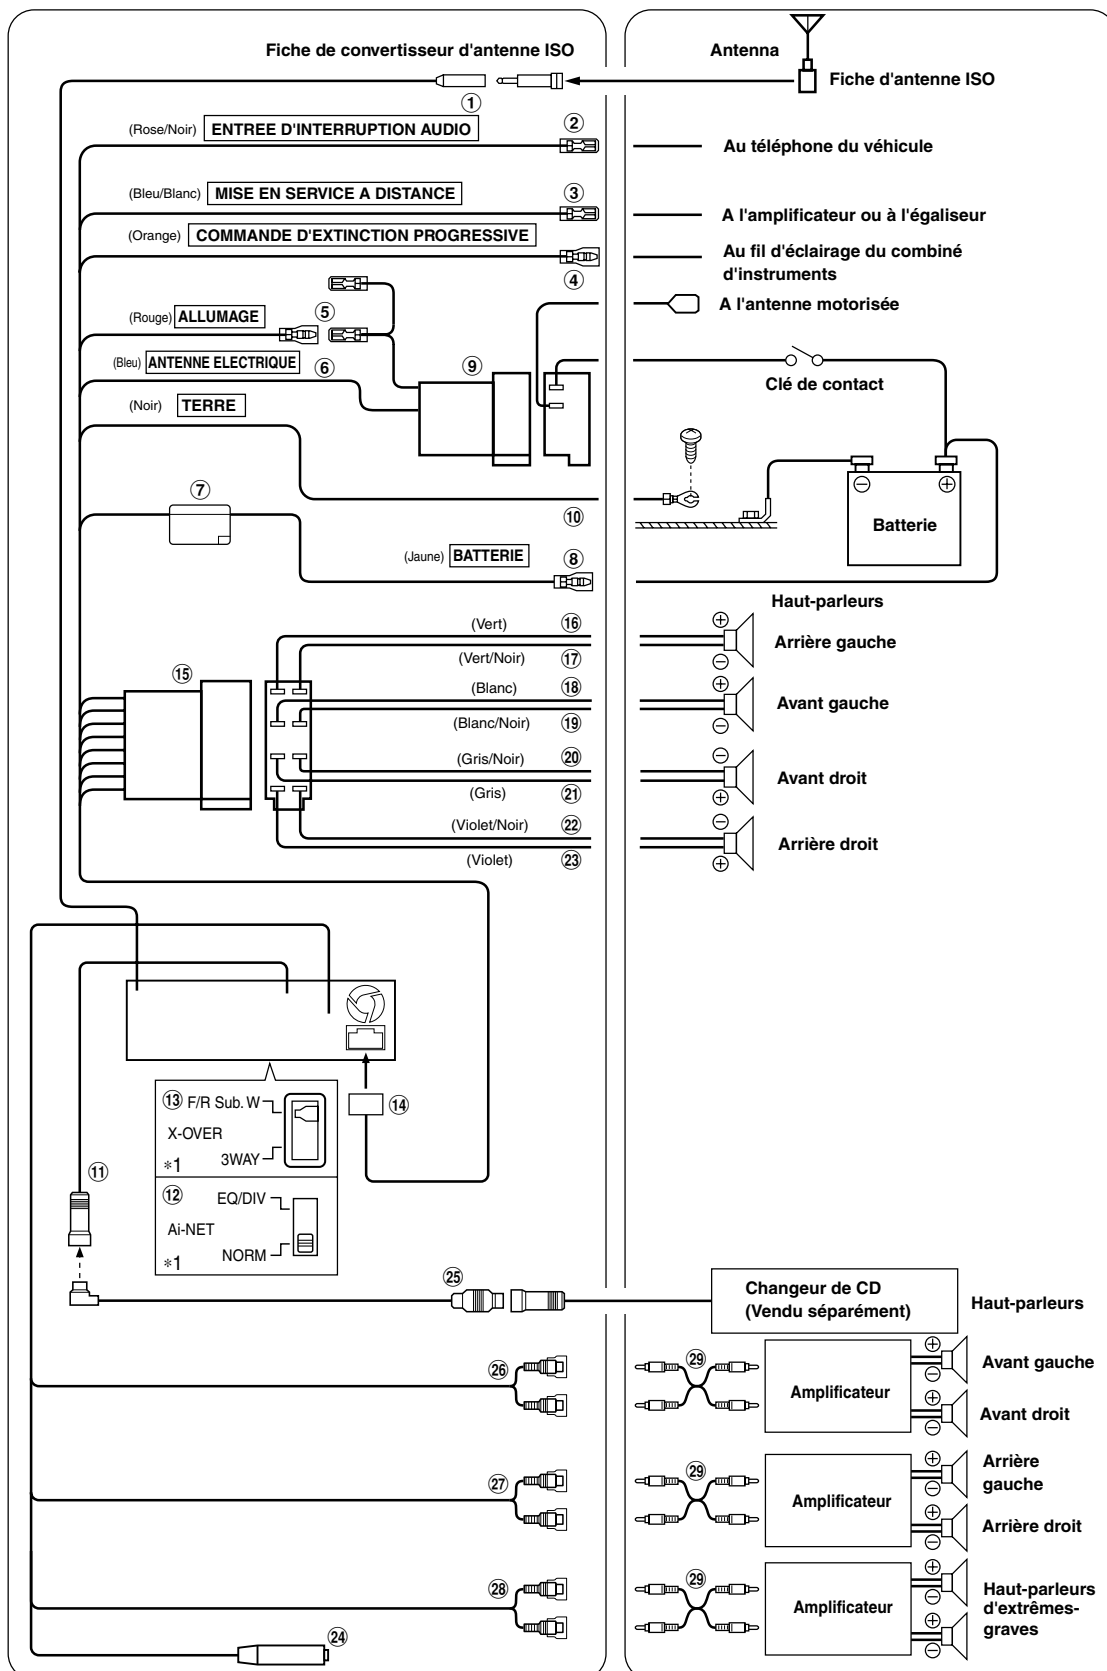 Fiche de convertisseur d'antenne ISO
Antenna
Fiche d'antenne ISO
①
(Rose/Noir) ENTREE D'INTERRUPTION AUDIO
②
Au téléphone du véhicule
(Bleu/Blanc) MISE EN SERVICE A DISTANCE
③
A l'amplificateur ou à l'égaliseur
(Orange) COMMANDE D'EXTINCTION PROGRESSIVE
④
Au fil d'éclairage du combiné
d'instruments
⑤
A l'antenne motorisée
(Rouge) ALLUMAGE
(Bleu) ANTENNE ELECTRIQUE
⑥
⑨
Clé de contact
(Noir) TERRE
⑦
⑩
⊖ ⊕
Batterie
(Jaune) BATTERIE
⑧
Haut-parleurs
(Vert) ⑯
⊕
Arrière gauche
(Vert/Noir) ⑰
⊖
⑮
(Blanc) ⑱
⊕
Avant gauche
(Blanc/Noir) ⑲
⊖
(Gris/Noir) ⑳
⊖
Avant droit
(Gris) ㉑
⊕
(Violet/Noir) ㉒
⊖
Arrière droit
(Violet) ㉓
⊕
⑬ F/R Sub. W
X-OVER
*1 3WAY
⑭
⑪
⑫ EQ/DIV
Ai-NET
*1 NORM
㉕
Changeur de CD
(Vendu séparément)
Haut-parleurs
㉖
㉙
Amplificateur
⊕
Avant gauche
⊖
⊕
Avant droit
⊖
㉗
㉙
Amplificateur
⊕
Arrière
gauche
⊖
⊕
Arrière droit
⊖
㉘
㉙
Amplificateur
⊕
⊖
Haut-parleurs
d'extrêmes-
graves
⊕
⊖
㉔